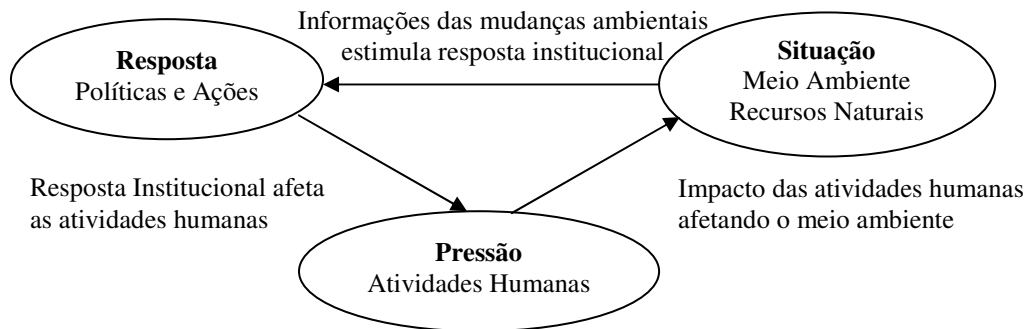 Informações das mudanças ambientais
estimula resposta institucional
Resposta
Políticas e Ações
Situação
Meio Ambiente
Recursos Naturais
Resposta Institucional afeta
as atividades humanas
Impacto das atividades humanas
afetando o meio ambiente
Pressão
Atividades Humanas